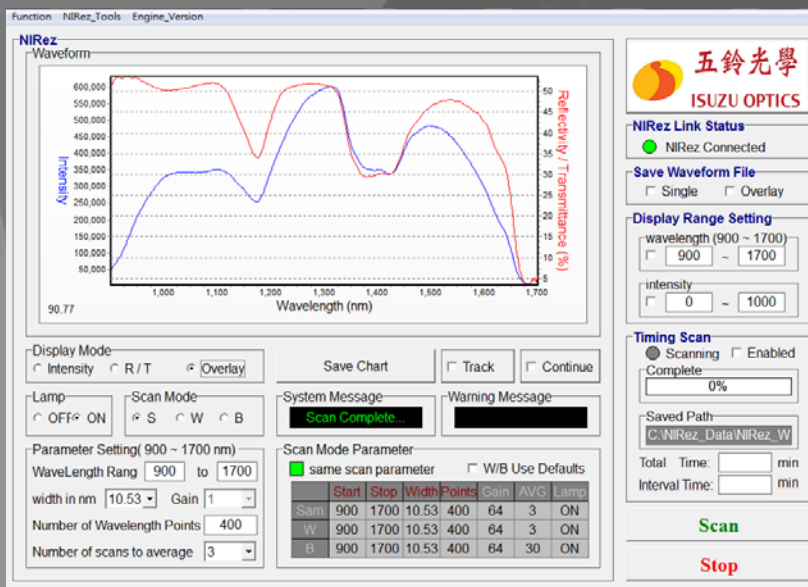 Function NIRez_Tools Engine_Version
NIRez
Waveform
600,000
550,000
500,000
450,000
400,000
350,000
300,000
250,000
200,000
150,000
100,000
50,000
Intensity
50
45
40
35
30
25
20
15
10
5
Reflectivity / Transmittance (%)
1,000 1,100 1,200 1,300 1,400 1,500 1,600 1,700
Wavelength (nm)
90.77
Display Mode
Intensity R / T Overlay
Save Chart
Track
Continue
Lamp
OFF ON
Scan Mode
S W B
System Message
Scan Complete...
Warning Message
Parameter Setting( 900 ~ 1700 nm)
WaveLength Rang 900 to 1700
width in nm 10.53 Gain 1
Number of Wavelength Points 400
Number of scans to average 3
Scan Mode Parameter
same scan parameter W/B Use Defaults
Start Stop Width Points Gain AVG Lamp
Sam 900 1700 10.53 400 64 3 ON
W 900 1700 10.53 400 64 3 ON
B 900 1700 10.53 400 64 30 ON
五鈴光學
ISUZU OPTICS
NIRez Link Status
NIRez Connected
Save Waveform File
Single Overlay
Display Range Setting
wavelength (900 ~ 1700)
900 ~ 1700
intensity
0 ~ 1000
Timing Scan
Scanning Enabled
Complete
0%
Saved Path
C:\NIRez_Data\NIRez_W
Total Time: min
Interval Time: min
Scan
Stop